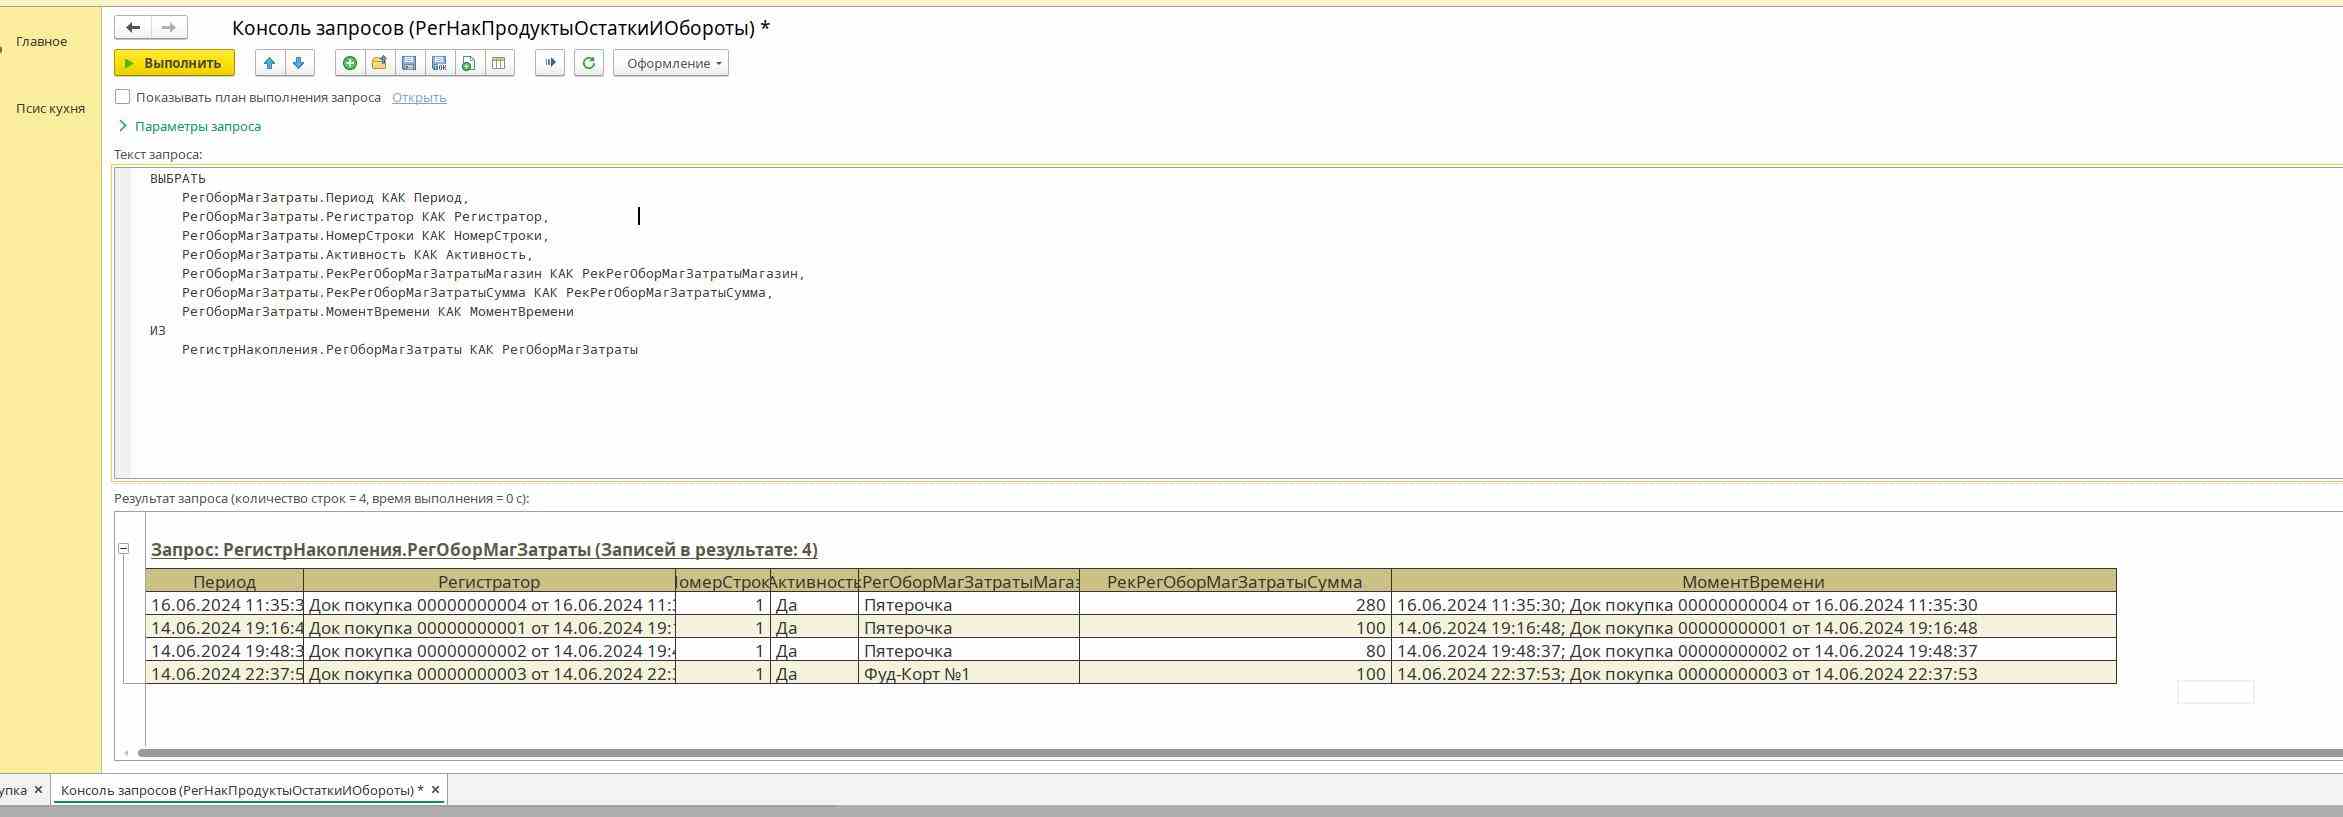 Консоль запросов (РегНакПродуктыОстаткиИОбороты) *
Главное
Псис кухня
Выполнить
Оформление
Показывать план выполнения запроса Открыть
Параметры запроса
Текст запроса:
ВЫБРАТЬ
РегОборМагЗатраты.Период КАК Период,
РегОборМагЗатраты.Регистратор КАК Регистратор,
РегОборМагЗатраты.НомерСтроки КАК НомерСтроки,
РегОборМагЗатраты.Активность КАК Активность,
РегОборМагЗатраты.РекРегОборМагЗатратыМагазин КАК РекРегОборМагЗатратыМагазин,
РегОборМагЗатраты.РекРегОборМагЗатратыСумма КАК РекРегОборМагЗатратыСумма,
РегОборМагЗатраты.МоментВремени КАК МоментВремени
ИЗ
РегистрНакопления.РегОборМагЗатраты КАК РегОборМагЗатраты
Результат запроса (количество строк = 4, время выполнения = 0 с):
Запрос: РегистрНакопления.РегОборМагЗатраты (Записей в результате: 4)
Период Регистратор омерСтрок Активность РегОборМагЗатратыМагаз РекРегОборМагЗатратыСумма МоментВремени
16.06.2024 11:35:3 Док покупка 00000000004 от 16.06.2024 11: 1 Да Пятерочка 280 16.06.2024 11:35:30; Док покупка 00000000004 от 16.06.2024 11:35:30
14.06.2024 19:16:4 Док покупка 00000000001 от 14.06.2024 19: 1 Да Пятерочка 100 14.06.2024 19:16:48; Док покупка 00000000001 от 14.06.2024 19:16:48
14.06.2024 19:48:3 Док покупка 00000000002 от 14.06.2024 19: 1 Да Пятерочка 80 14.06.2024 19:48:37; Док покупка 00000000002 от 14.06.2024 19:48:37
14.06.2024 22:37:5 Док покупка 00000000003 от 14.06.2024 22: 1 Да Фуд-Корт №1 100 14.06.2024 22:37:53; Док покупка 00000000003 от 14.06.2024 22:37:53
упка × Консоль запросов (РегНакПродуктыОстаткиИОбороты) * ×